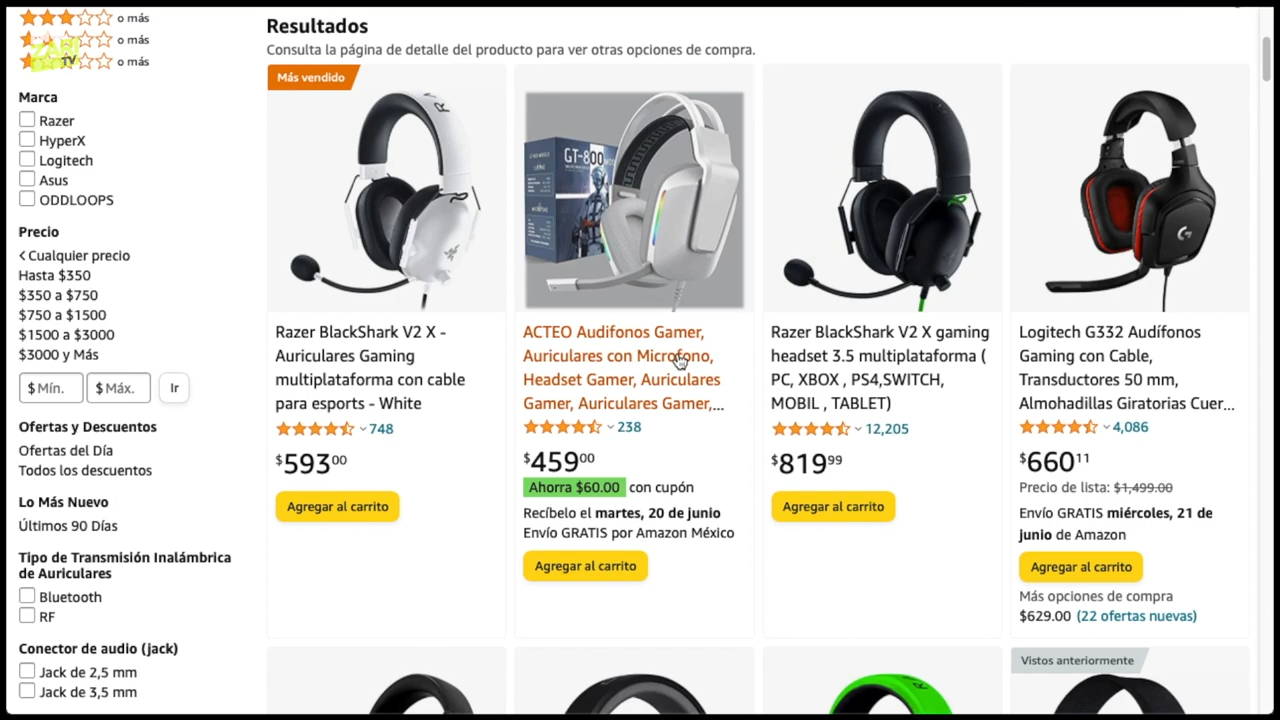 o más
ZARI
TV
o más
o más
Marca
Razer
HyperX
Logitech
Asus
ODDLOOPS
Precio
Cualquier precio
Hasta $350
$350 a $750
$750 a $1500
$1500 a $3000
$3000 y Más
$ Mín.
$ Máx.
Ir
Ofertas y Descuentos
Ofertas del Día
Todos los descuentos
Lo Más Nuevo
Últimos 90 Días
Tipo de Transmisión Inalámbrica
de Auriculares
Bluetooth
RF
Conector de audio (jack)
Jack de 2,5 mm
Jack de 3,5 mm
Resultados
Consulta la página de detalle del producto para ver otras opciones de compra.
Más vendido
Razer BlackShark V2 X -
Auriculares Gaming
multiplataforma con cable
para esports - White
748
$59300
Agregar al carrito
GT-800
ACTEO Audifonos Gamer,
Auriculares con Microfono,
Headset Gamer, Auriculares
Gamer, Auriculares Gamer,...
238
$45900
Ahorra $60.00 con cupón
Recíbelo el martes, 20 de junio
Envío GRATIS por Amazon México
Agregar al carrito
Razer BlackShark V2 X gaming
headset 3.5 multiplataforma (
PC, XBOX , PS4,SWITCH,
MOBIL , TABLET)
12,205
$81999
Agregar al carrito
G
Logitech G332 Audífonos
Gaming con Cable,
Transductores 50 mm,
Almohadillas Giratorias Cuer...
4,086
$66011
Precio de lista: $1,499.00
Envío GRATIS miércoles, 21 de
junio de Amazon
Agregar al carrito
Más opciones de compra
$629.00 (22 ofertas nuevas)
Vistos anteriormente